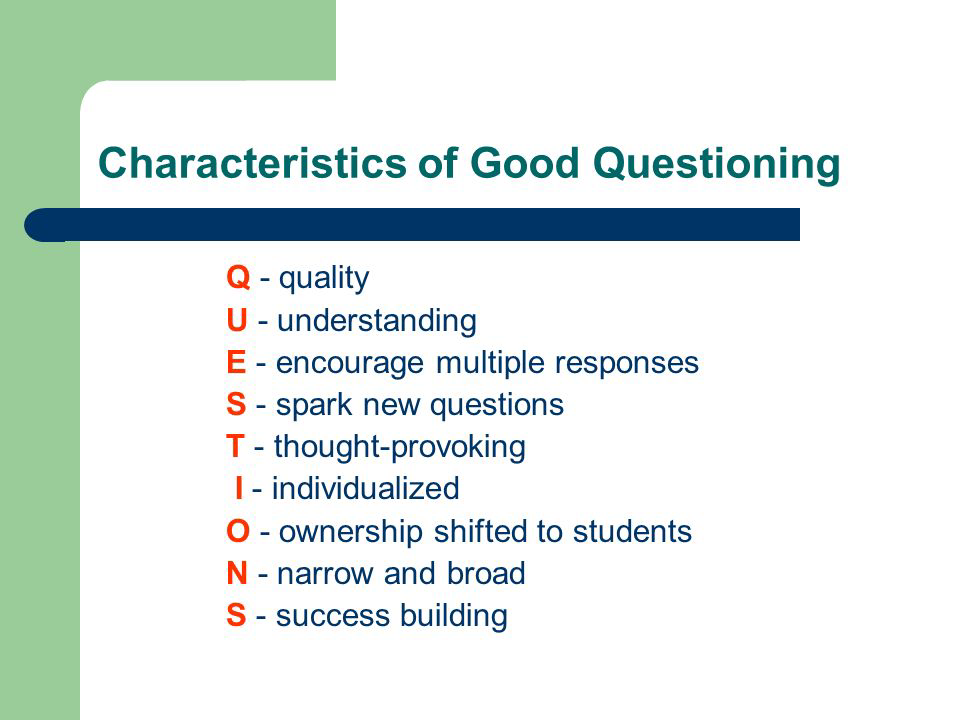 Characteristics of Good Questioning
Q - quality
U - understanding
E - encourage multiple responses
S - spark new questions
T - thought-provoking
I - individualized
O - ownership shifted to students
N - narrow and broad
S - success building